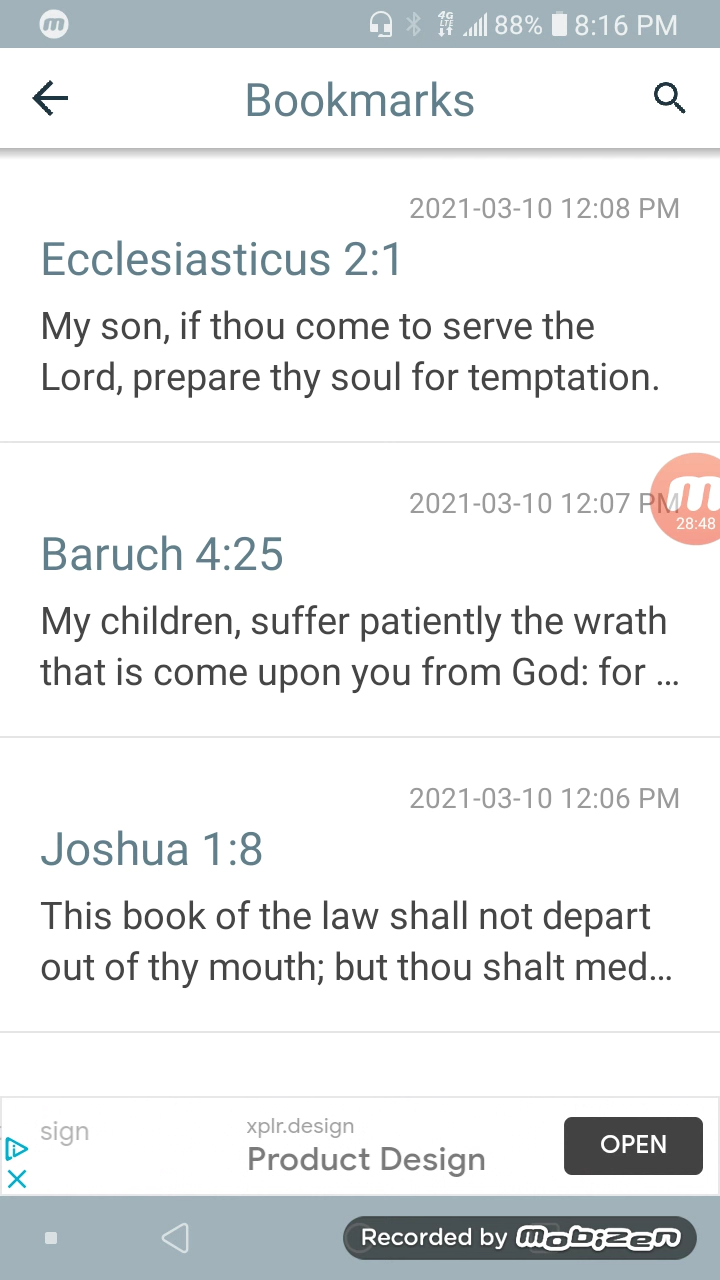 4G LTE 88% 8:16 PM
Bookmarks
2021-03-10 12:08 PM
Ecclesiasticus 2:1
My son, if thou come to serve the
Lord, prepare thy soul for temptation.
2021-03-10 12:07 PM
28:48
Baruch 4:25
My children, suffer patiently the wrath
that is come upon you from God: for ...
2021-03-10 12:06 PM
Joshua 1:8
This book of the law shall not depart
out of thy mouth; but thou shalt med...
sign
xplr.design
Product Design
OPEN
Recorded by mobizen